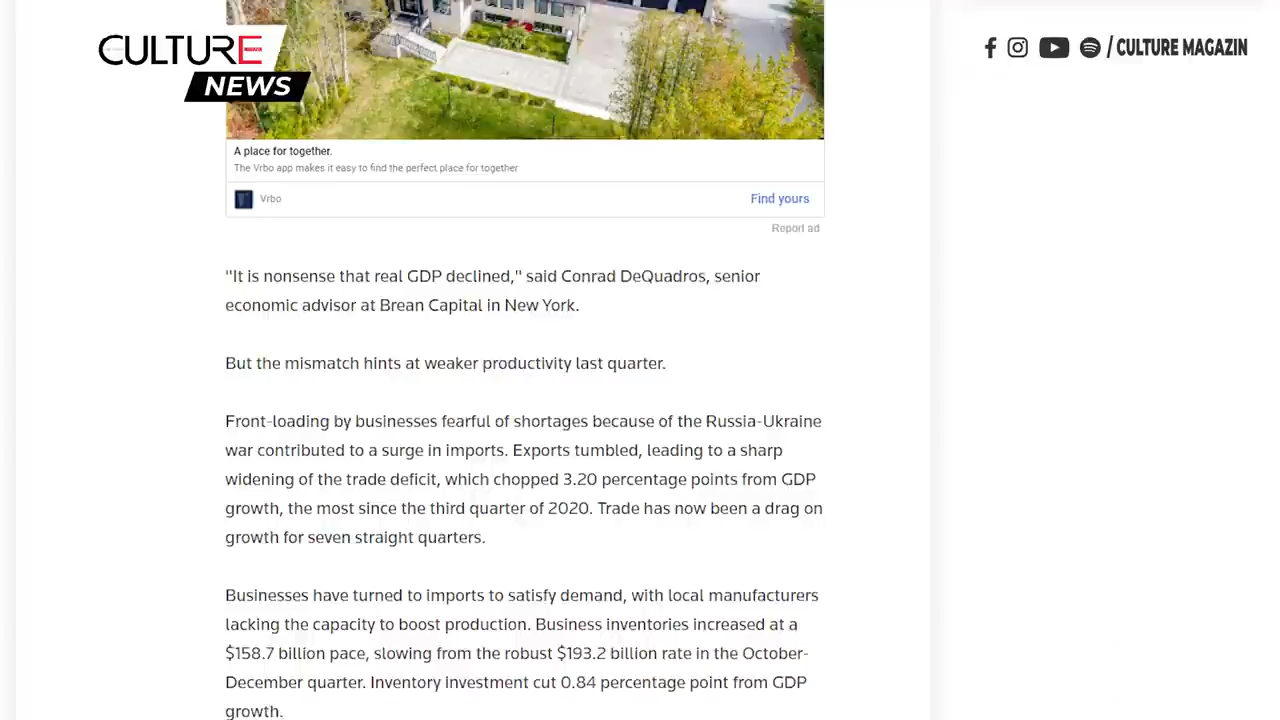 CULTURE
NEWS
/ CULTURE MAGAZIN
A place for together.
The Vrbo app makes it easy to find the perfect place for together
Vrbo
Find yours
Report ad
"It is nonsense that real GDP declined," said Conrad DeQuadros, senior
economic advisor at Brean Capital in New York.
But the mismatch hints at weaker productivity last quarter.
Front-loading by businesses fearful of shortages because of the Russia-Ukraine
war contributed to a surge in imports. Exports tumbled, leading to a sharp
widening of the trade deficit, which chopped 3.20 percentage points from GDP
growth, the most since the third quarter of 2020. Trade has now been a drag on
growth for seven straight quarters.
Businesses have turned to imports to satisfy demand, with local manufacturers
lacking the capacity to boost production. Business inventories increased at a
$158.7 billion pace, slowing from the robust $193.2 billion rate in the October-
December quarter. Inventory investment cut 0.84 percentage point from GDP
growth.